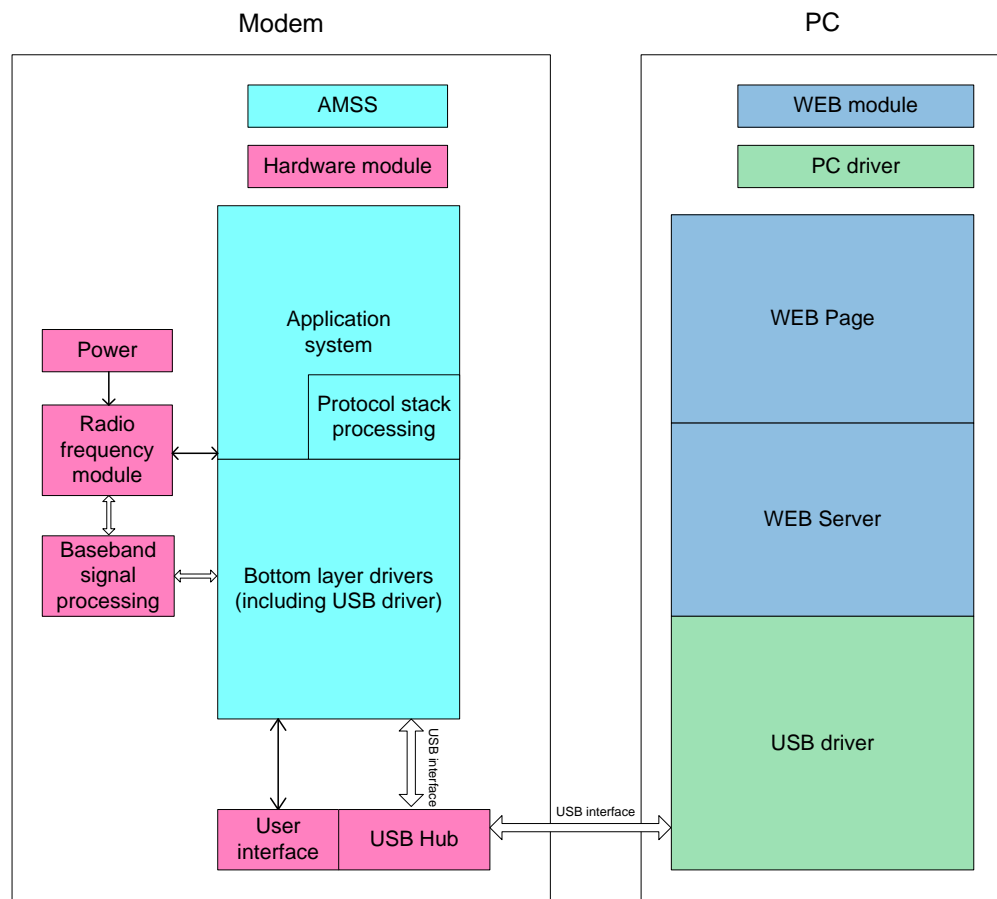 Modem
PC
AMSS
WEB module
Hardware module
PC driver
Application
system
WEB Page
Power
Protocol stack
processing
Radio
frequency
module
WEB Server
Baseband
signal
processing
Bottom layer drivers
(including USB driver)
USB interface
USB driver
USB interface
User
interface
USB Hub